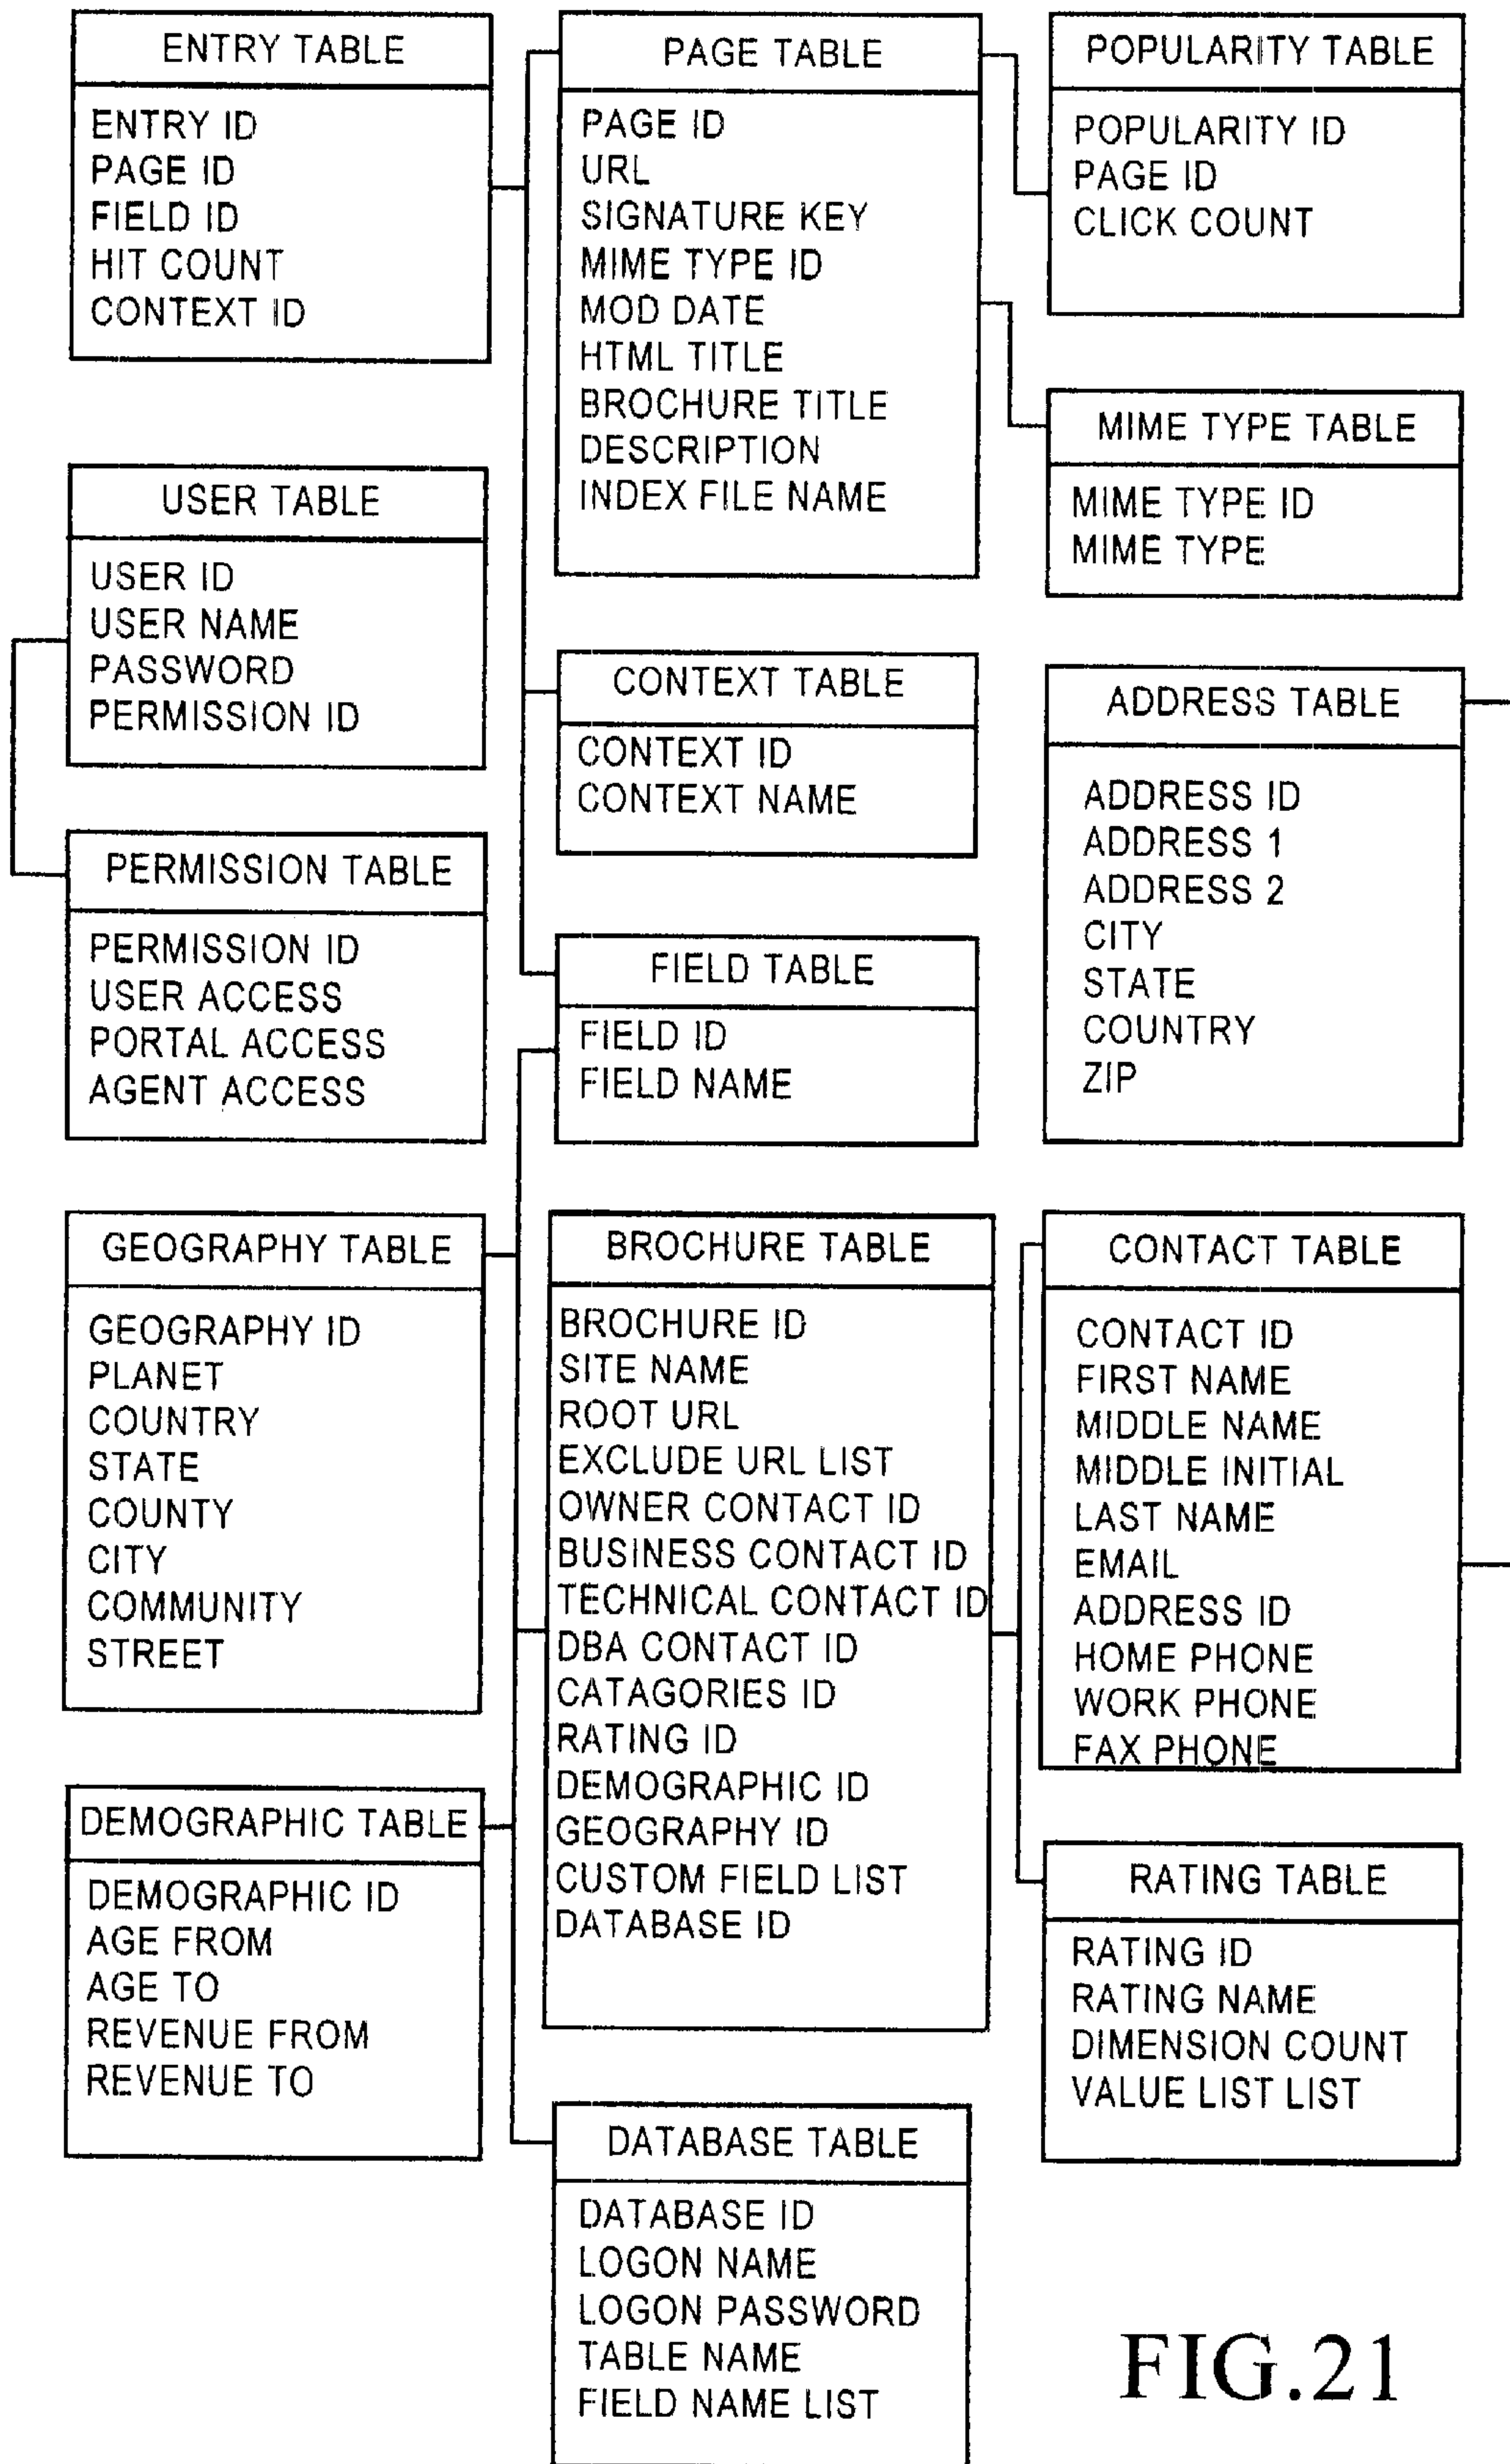 ENTRY TABLE
ENTRY ID
PAGE ID
FIELD ID
HIT COUNT
CONTEXT ID
USER TABLE
USER ID
USER NAME
PASSWORD
PERMISSION ID
PERMISSION TABLE
PERMISSION ID
USER ACCESS
PORTAL ACCESS
AGENT ACCESS
GEOGRAPHY TABLE
GEOGRAPHY ID
PLANET
COUNTRY
STATE
COUNTY
CITY
COMMUNITY
STREET
DEMOGRAPHIC TABLE
DEMOGRAPHIC ID
AGE FROM
AGE TO
REVENUE FROM
REVENUE TO
PAGE TABLE
PAGE ID
URL
SIGNATURE KEY
MIME TYPE ID
MOD DATE
HTML TITLE
BROCHURE TITLE
DESCRIPTION
INDEX FILE NAME
CONTEXT TABLE
CONTEXT ID
CONTEXT NAME
FIELD TABLE
FIELD ID
FIELD NAME
BROCHURE TABLE
BROCHURE ID
SITE NAME
ROOT URL
EXCLUDE URL LIST
OWNER CONTACT ID
BUSINESS CONTACT ID
TECHNICAL CONTACT ID
DBA CONTACT ID
CATAGORIES ID
RATING ID
DEMOGRAPHIC ID
GEOGRAPHY ID
CUSTOM FIELD LIST
DATABASE ID
DATABASE TABLE
DATABASE ID
LOGON NAME
LOGON PASSWORD
TABLE NAME
FIELD NAME LIST
POPULARITY TABLE
POPULARITY ID
PAGE ID
CLICK COUNT
MIME TYPE TABLE
MIME TYPE ID
MIME TYPE
ADDRESS TABLE
ADDRESS ID
ADDRESS 1
ADDRESS 2
CITY
STATE
COUNTRY
ZIP
CONTACT TABLE
CONTACT ID
FIRST NAME
MIDDLE NAME
MIDDLE INITIAL
LAST NAME
EMAIL
ADDRESS ID
HOME PHONE
WORK PHONE
FAX PHONE
RATING TABLE
RATING ID
RATING NAME
DIMENSION COUNT
VALUE LIST LIST
FIG.21